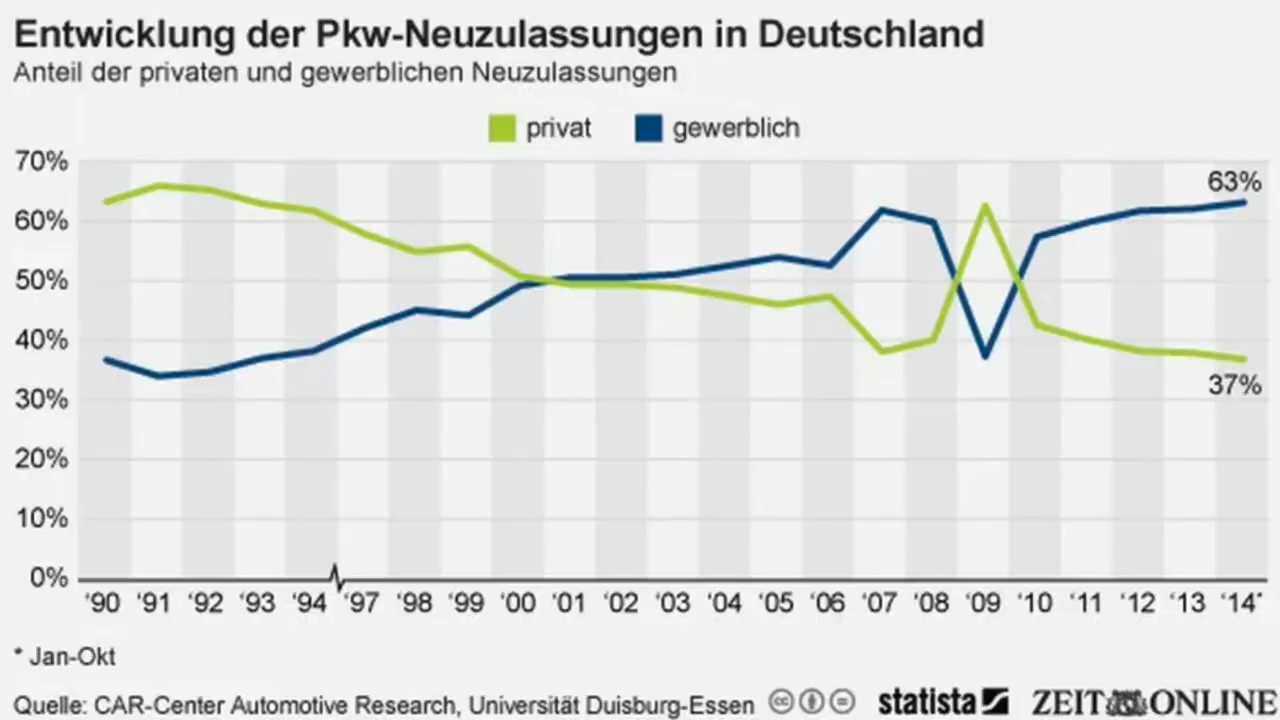 Entwicklung der Pkw-Neuzulassungen in Deutschland
Anteil der privaten und gewerblichen Neuzulassungen
privat gewerblich
70%
63%
60%
50%
40%
37%
30%
20%
10%
0%
‘90 ‘91 ‘92 ‘93 ‘94 ‘97 ‘98 ‘99 ‘00 ‘01 ‘02 ‘03 ‘04 ‘05 ‘06 ‘07 ‘08 ‘09 ‘10 ‘11 ‘12 ‘13 ‘14*
* Jan-Okt
Quelle: CAR-Center Automotive Research, Universität Duisburg-Essen cc statista ZEIT ONLINE